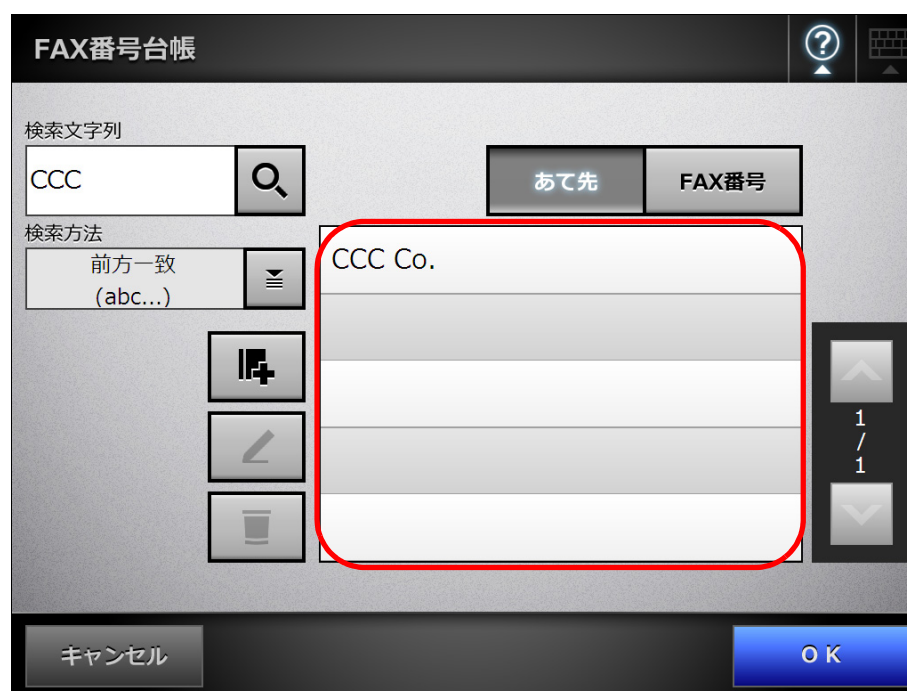 FAX番号台帳
検索文字列
CCC
あて先
FAX番号
検索方法
前方一致
(abc...)
CCC Co.
1
/
1
キャンセル
OK